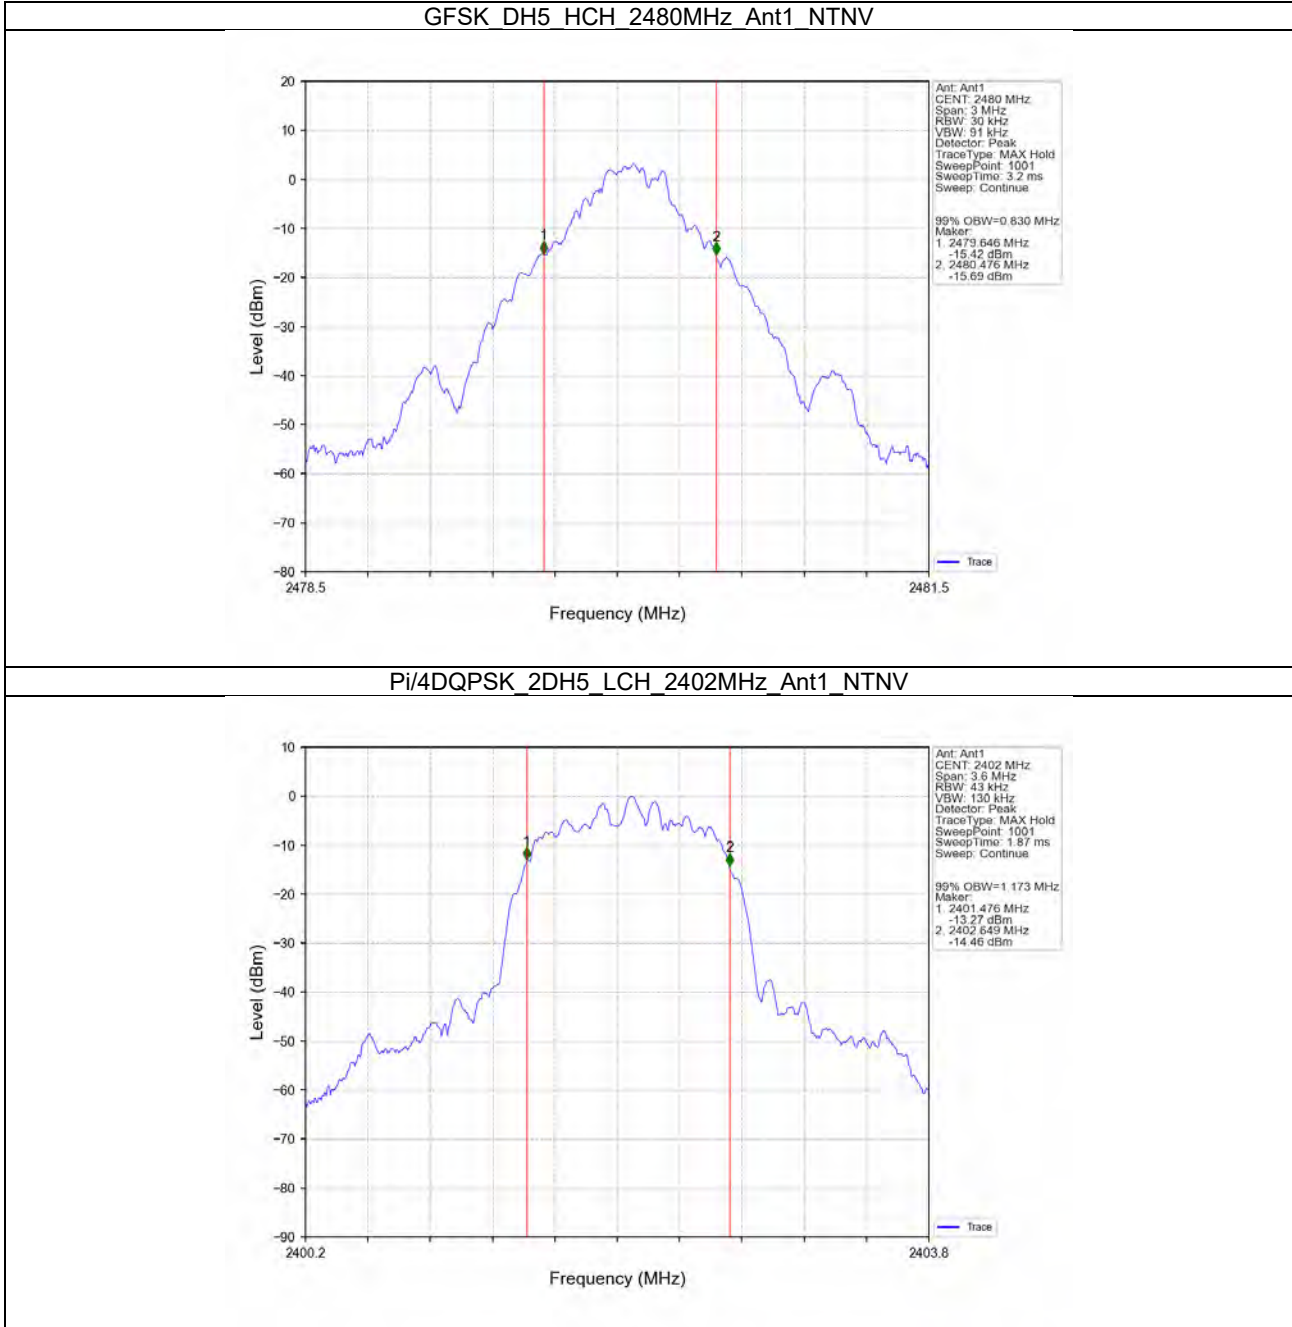 GFSK_DH5_HCH_2480MHz_Ant1_NTNV
20
10
0
−10
−20
−30
−40
−50
−60
−70
−80
Level (dBm)
1
2
2478.5
2481.5
Frequency (MHz)
Ant: Ant1
CENT: 2480 MHz
Span: 3 MHz
RBW: 30 kHz
VBW: 91 kHz
Detector: Peak
TraceType: MAX Hold
SweepPoint: 1001
SweepTime: 3.2 ms
Sweep: Continue
99% OBW=0.830 MHz
Maker:
1. 2479.646 MHz
-15.42 dBm
2. 2480.476 MHz
-15.69 dBm
Trace
Pi/4DQPSK_2DH5_LCH_2402MHz_Ant1_NTNV
10
0
−10
−20
−30
−40
−50
−60
−70
−80
−90
Level (dBm)
1
2
2400.2
2403.8
Frequency (MHz)
Ant: Ant1
CENT: 2402 MHz
Span: 3.6 MHz
RBW: 43 kHz
VBW: 130 kHz
Detector: Peak
TraceType: MAX Hold
SweepPoint: 1001
SweepTime: 1.87 ms
Sweep: Continue
99% OBW=1.173 MHz
Maker:
1. 2401.476 MHz
-13.27 dBm
2. 2402.649 MHz
-14.46 dBm
Trace